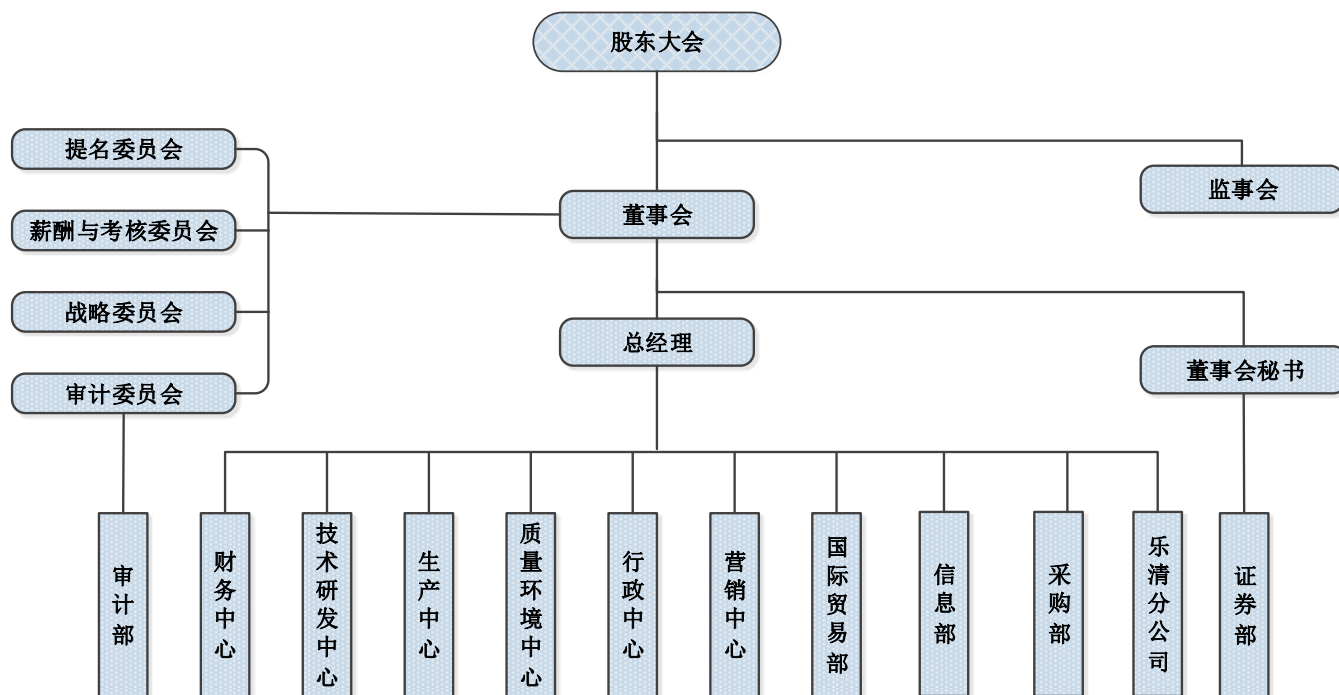 股东大会
提名委员会
监事会
董事会
薪酬与考核委员会
战略委员会
总经理
董事会秘书
审计委员会
审计部
财务中心
技术研发中心
生产中心
质量环境中心
行政中心
营销中心
国际贸易部
信息部
采购部
乐清分公司
证券部